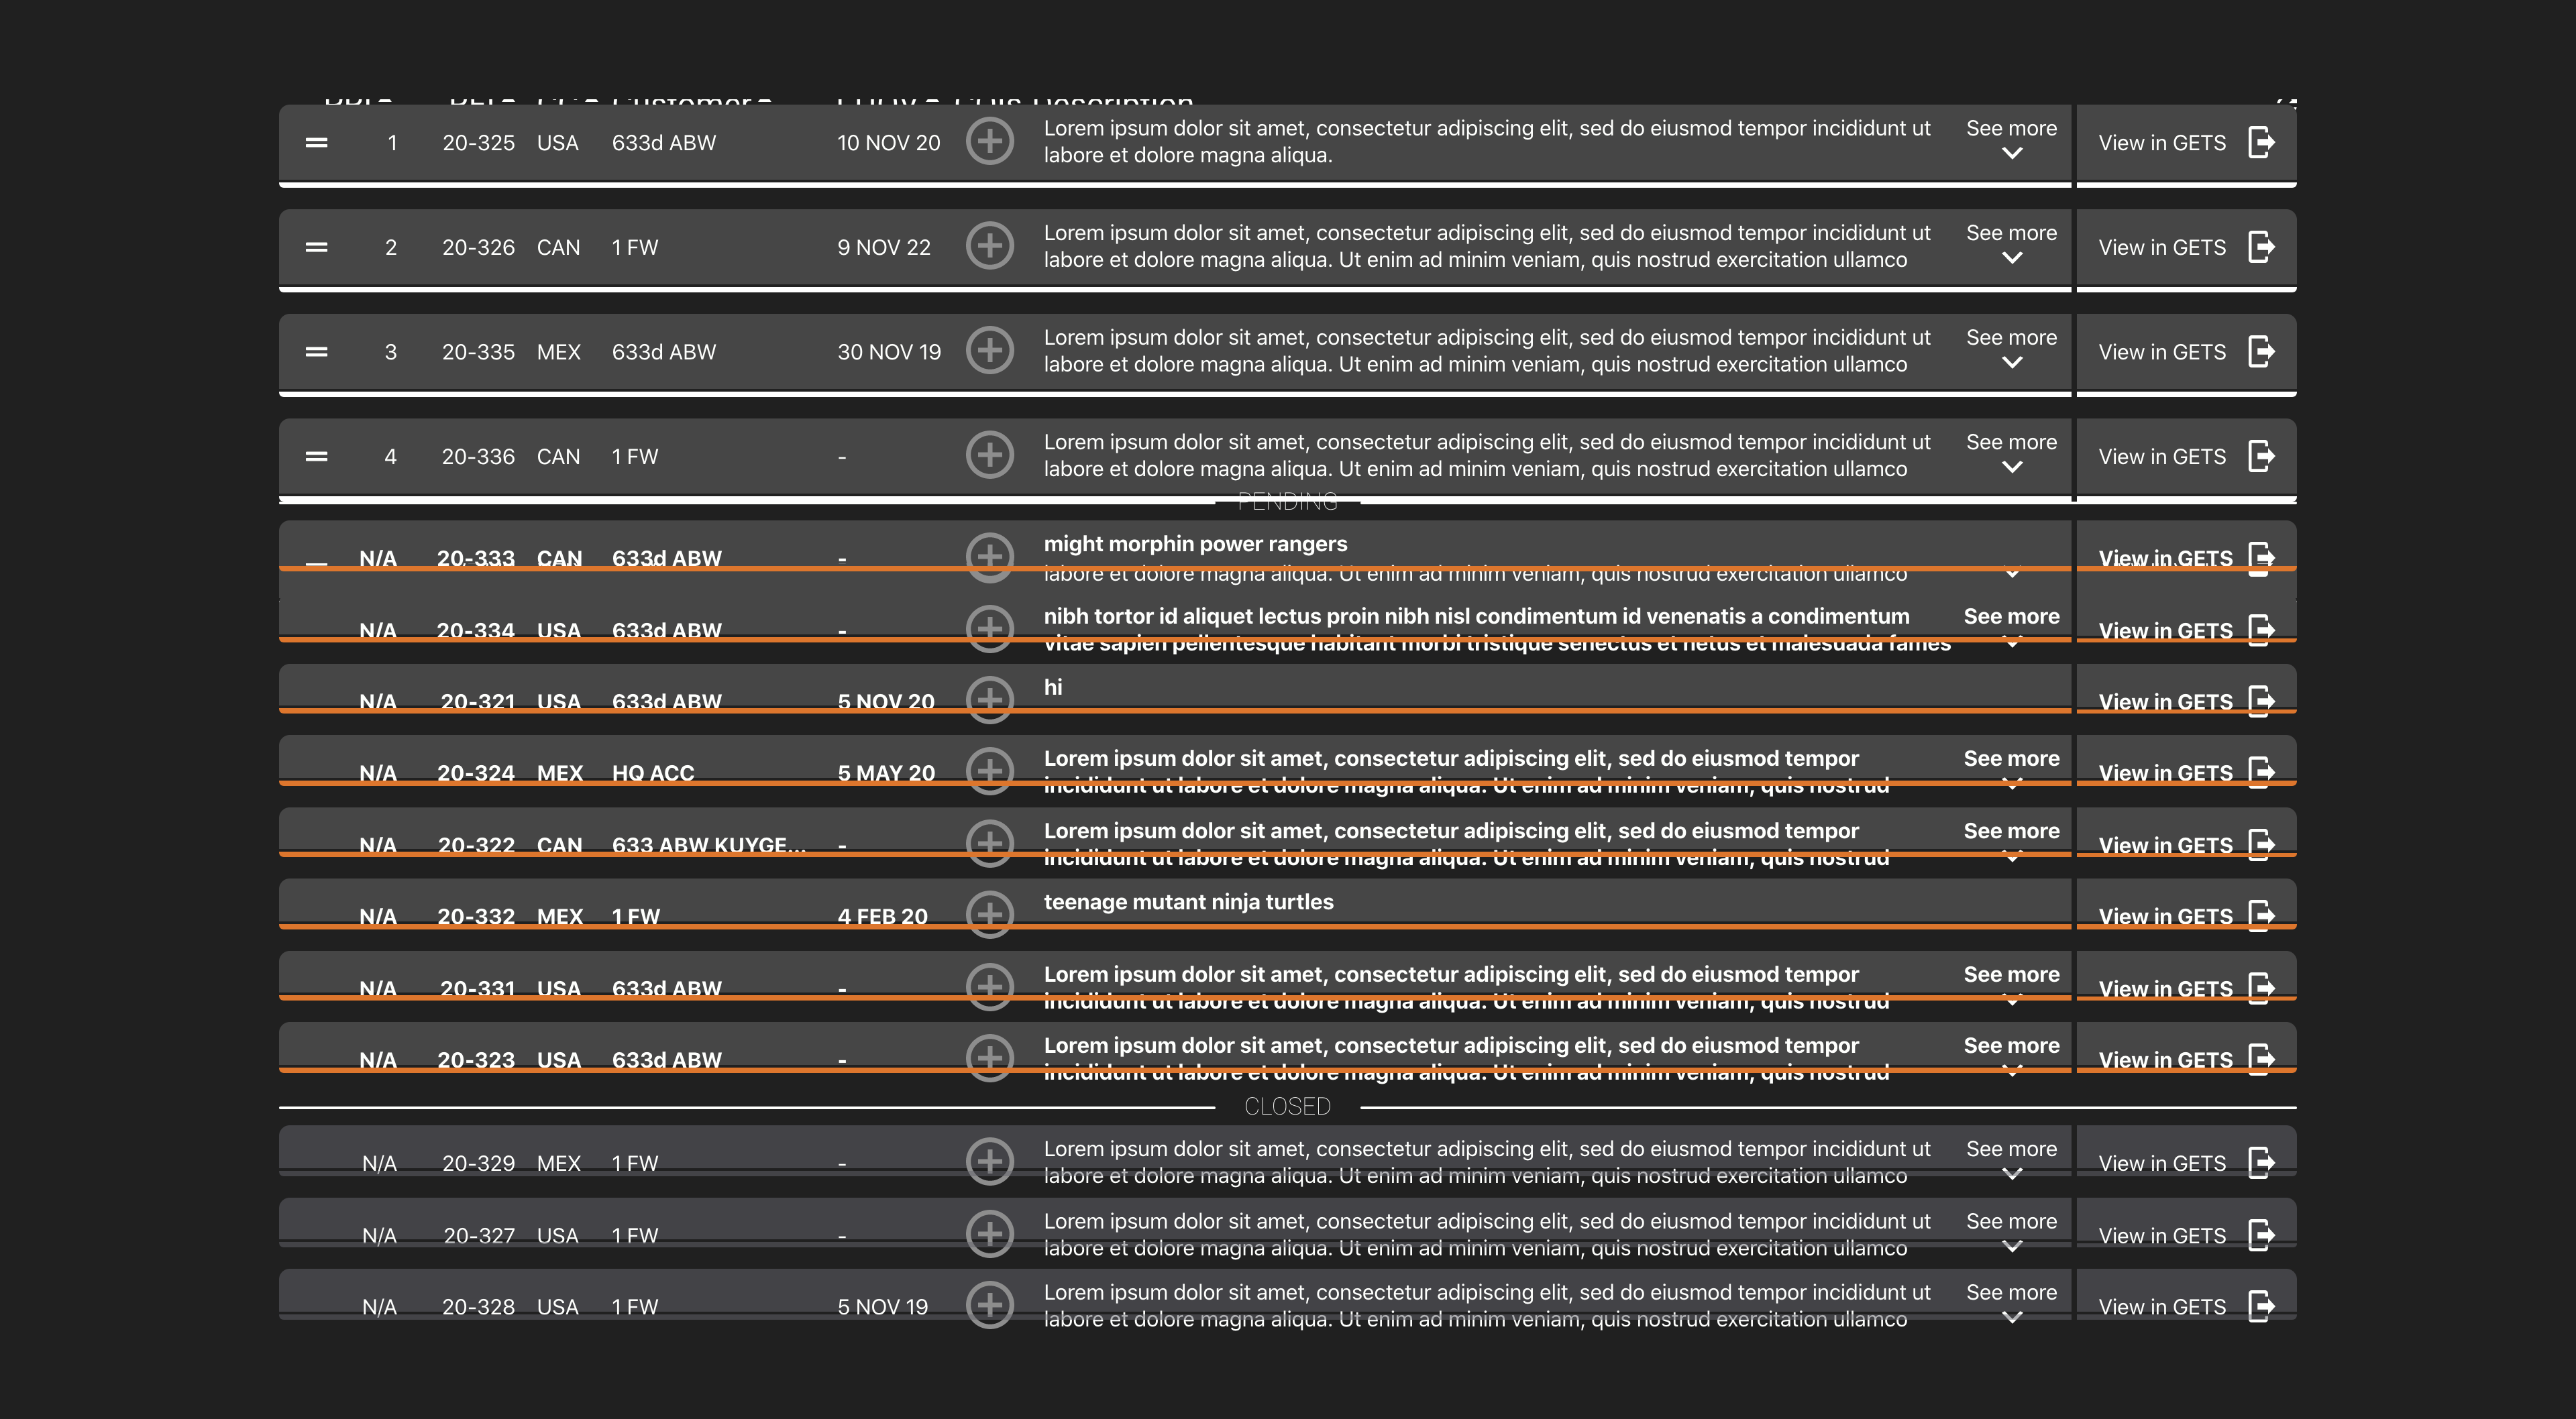 Customer Description
1 20-325 USA 633d ABW 10 NOV 20 Lorem ipsum dolor sit amet, consectetur adipiscing elit, sed do eiusmod tempor incididunt ut See more View in GETS
labore et dolore magna aliqua.
2 20-326 CAN 1 FW 9 NOV 22 Lorem ipsum dolor sit amet, consectetur adipiscing elit, sed do eiusmod tempor incididunt ut See more View in GETS
labore et dolore magna aliqua. Ut enim ad minim veniam, quis nostrud exercitation ullamco
3 20-335 MEX 633d ABW 30 NOV 19 Lorem ipsum dolor sit amet, consectetur adipiscing elit, sed do eiusmod tempor incididunt ut See more View in GETS
labore et dolore magna aliqua. Ut enim ad minim veniam, quis nostrud exercitation ullamco
4 20-336 CAN 1 FW - Lorem ipsum dolor sit amet, consectetur adipiscing elit, sed do eiusmod tempor incididunt ut See more View in GETS
labore et dolore magna aliqua. Ut enim ad minim veniam, quis nostrud exercitation ullamco
PENDING
N/A 20-333 CAN 633d ABW - might morphin power rangers View in GETS
labore et dolore magna aliqua. Ut enim ad minim veniam, quis nostrud exercitation ullamco
N/A 20-334 USA 633d ABW - nibh tortor id aliquet lectus proin nibh nisl condimentum id venenatis a condimentum See more View in GETS
vitae sapien pellentesque habitant morbi tristique senectus et netus et malesuada fames
N/A 20-321 USA 633d ABW 5 NOV 20 hi View in GETS
N/A 20-324 MEX HQ ACC 5 MAY 20 Lorem ipsum dolor sit amet, consectetur adipiscing elit, sed do eiusmod tempor See more View in GETS
incididunt ut labore et dolore magna aliqua. Ut enim ad minim veniam, quis nostrud
N/A 20-322 CAN 633 ABW KUYGE... - Lorem ipsum dolor sit amet, consectetur adipiscing elit, sed do eiusmod tempor See more View in GETS
incididunt ut labore et dolore magna aliqua. Ut enim ad minim veniam, quis nostrud
N/A 20-332 MEX 1 FW 4 FEB 20 teenage mutant ninja turtles View in GETS
N/A 20-331 USA 633d ABW - Lorem ipsum dolor sit amet, consectetur adipiscing elit, sed do eiusmod tempor See more View in GETS
incididunt ut labore et dolore magna aliqua. Ut enim ad minim veniam, quis nostrud
N/A 20-323 USA 633d ABW - Lorem ipsum dolor sit amet, consectetur adipiscing elit, sed do eiusmod tempor See more View in GETS
incididunt ut labore et dolore magna aliqua. Ut enim ad minim veniam, quis nostrud
CLOSED
N/A 20-329 MEX 1 FW - Lorem ipsum dolor sit amet, consectetur adipiscing elit, sed do eiusmod tempor incididunt ut See more View in GETS
labore et dolore magna aliqua. Ut enim ad minim veniam, quis nostrud exercitation ullamco
N/A 20-327 USA 1 FW - Lorem ipsum dolor sit amet, consectetur adipiscing elit, sed do eiusmod tempor incididunt ut See more View in GETS
labore et dolore magna aliqua. Ut enim ad minim veniam, quis nostrud exercitation ullamco
N/A 20-328 USA 1 FW 5 NOV 19 Lorem ipsum dolor sit amet, consectetur adipiscing elit, sed do eiusmod tempor incididunt ut See more View in GETS
labore et dolore magna aliqua. Ut enim ad minim veniam, quis nostrud exercitation ullamco